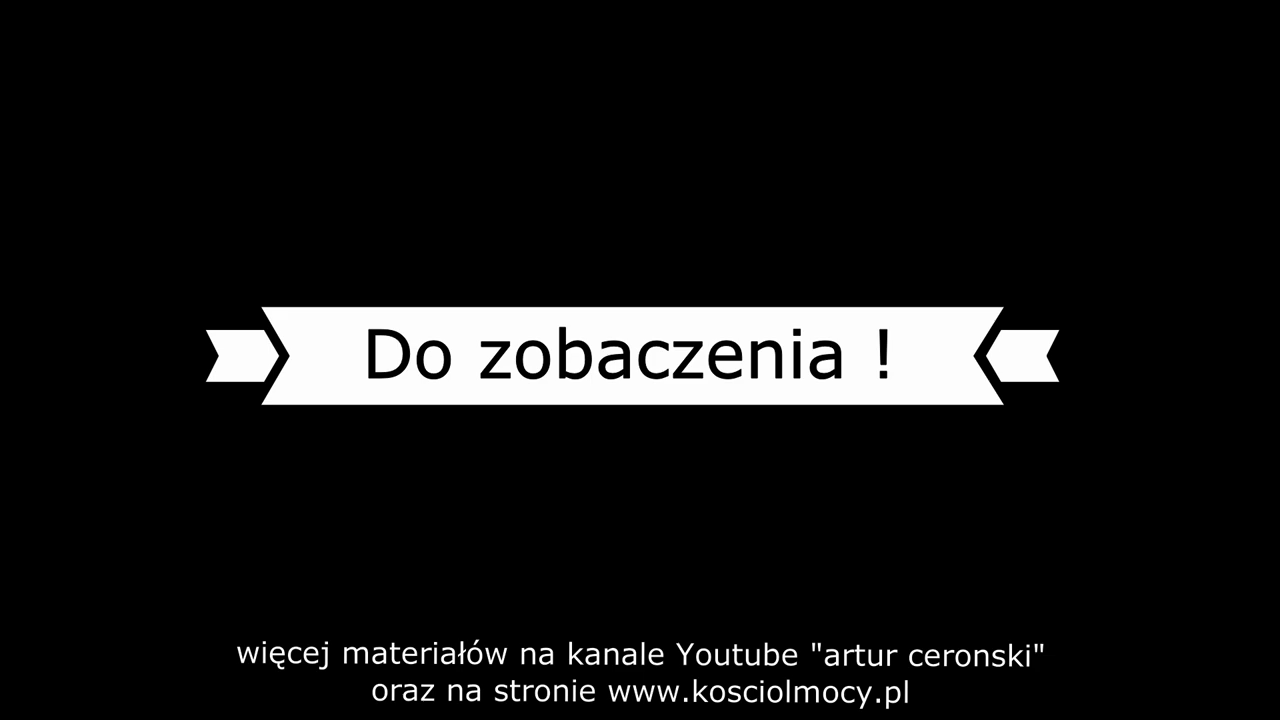 Do zobaczenia !
więcej materiałów na kanale Youtube "artur ceronski"
oraz na stronie www.kosciolmocy.pl